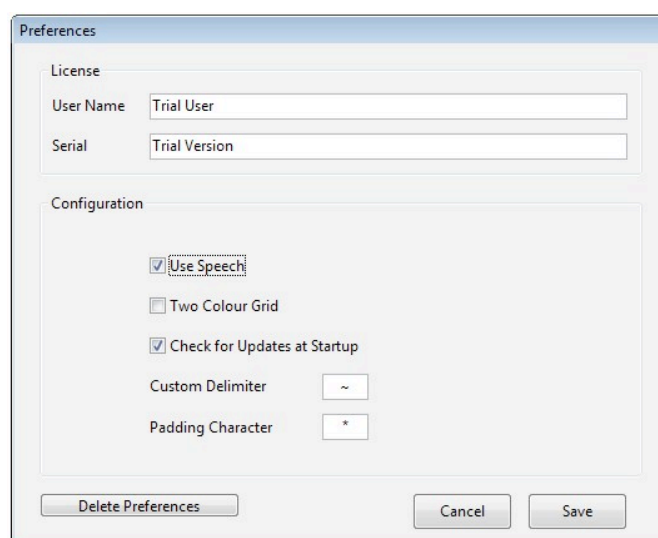 Preferences
License
User Name Trial User
Serial Trial Version
Configuration
Use Speech
Two Colour Grid
Check for Updates at Startup
Custom Delimiter ~
Padding Character *
Delete Preferences Cancel Save